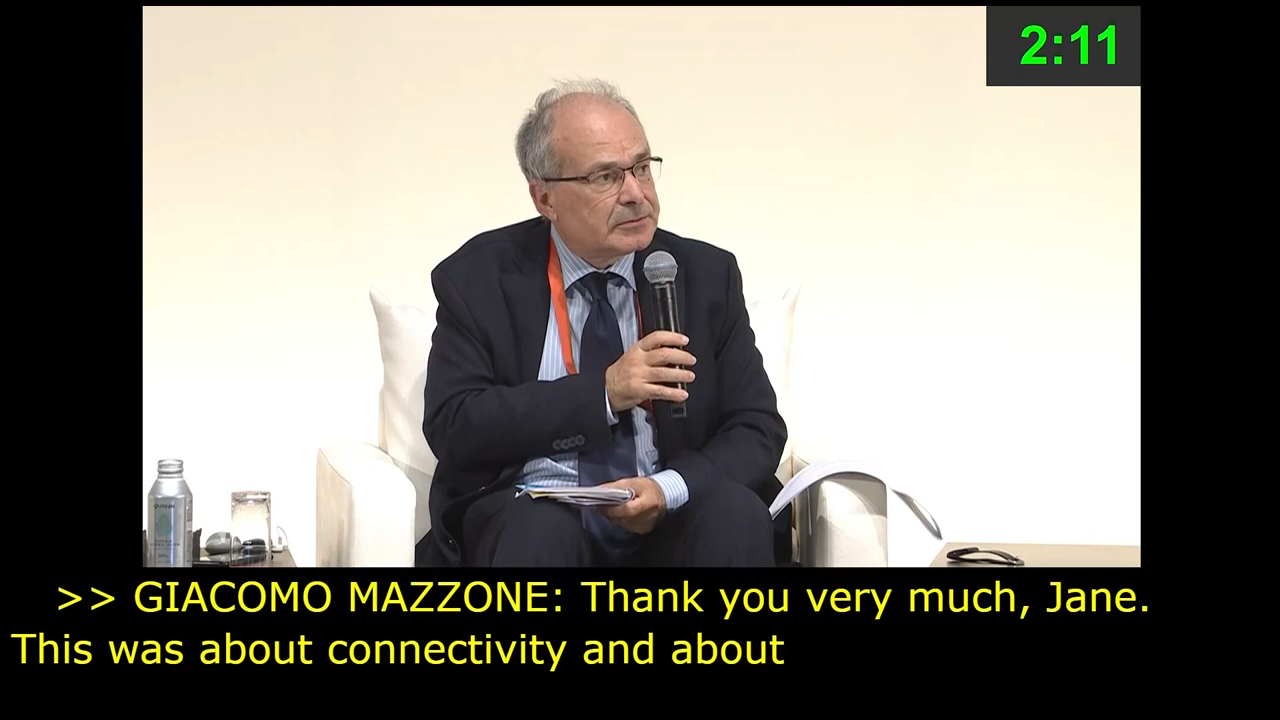 2:11
>> GIACOMO MAZZONE: Thank you very much, Jane.
This was about connectivity and about